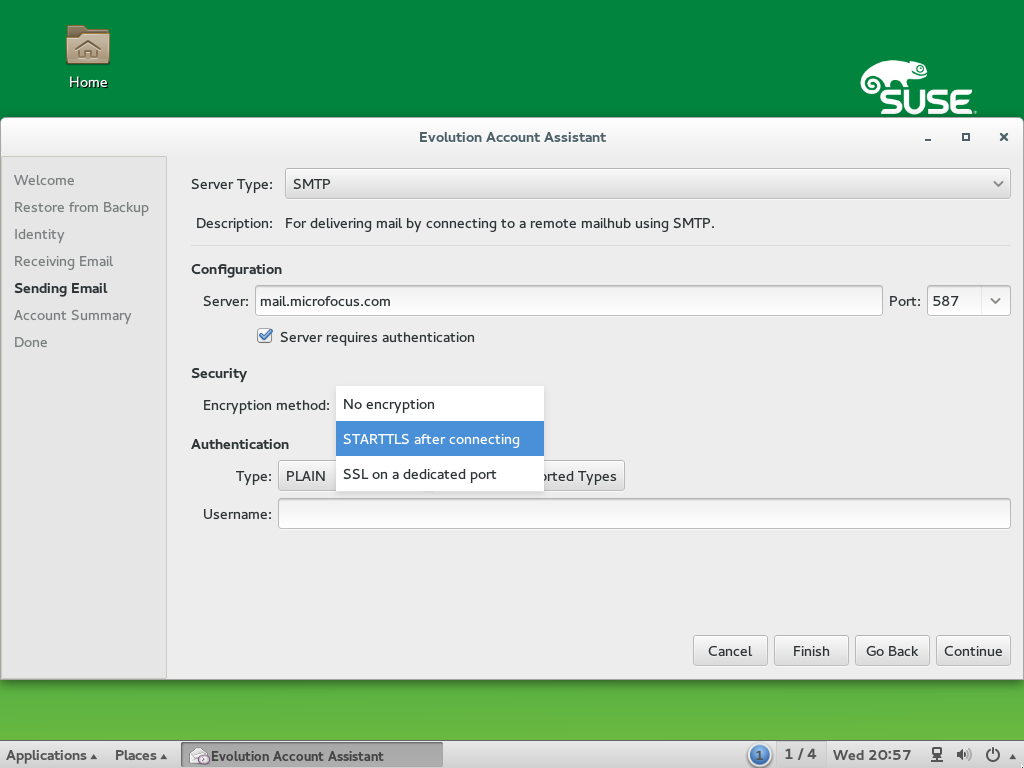 Home
SUSE
Evolution Account Assistant
Welcome
Restore from Backup
Identity
Receiving Email
Sending Email
Account Summary
Done
Server Type: SMTP
Description: For delivering mail by connecting to a remote mailhub using SMTP.
Configuration
Server: mail.microfocus.com Port: 587
Server requires authentication
Security
Encryption method: No encryption
STARTTLS after connecting
SSL on a dedicated port
Authentication
Type: PLAIN orted Types
Username:
Cancel Finish Go Back Continue
Applications Places Evolution Account Assistant 1 1 / 4 Wed 20:57